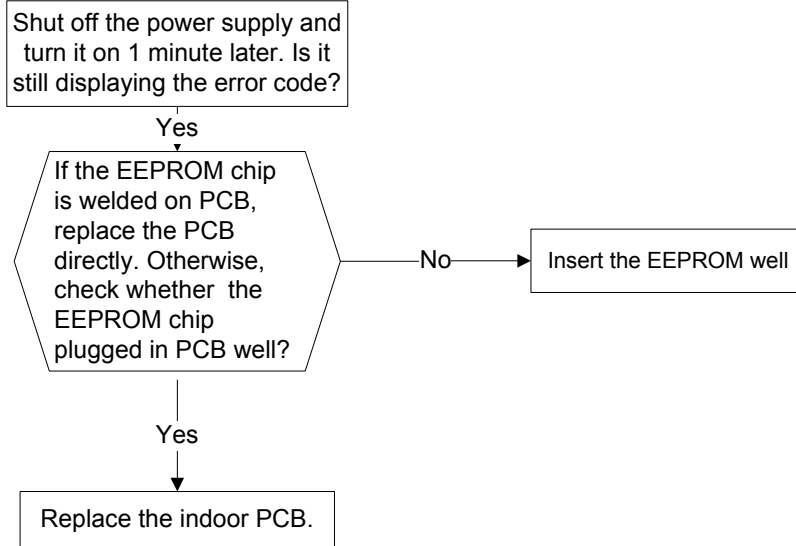 Shut off the power supply and
turn it on 1 minute later. Is it
still displaying the error code?
Yes
If the EEPROM chip
is welded on PCB,
replace the PCB
directly. Otherwise,
check whether the
EEPROM chip
plugged in PCB well?
No
Insert the EEPROM well
Yes
Replace the indoor PCB.